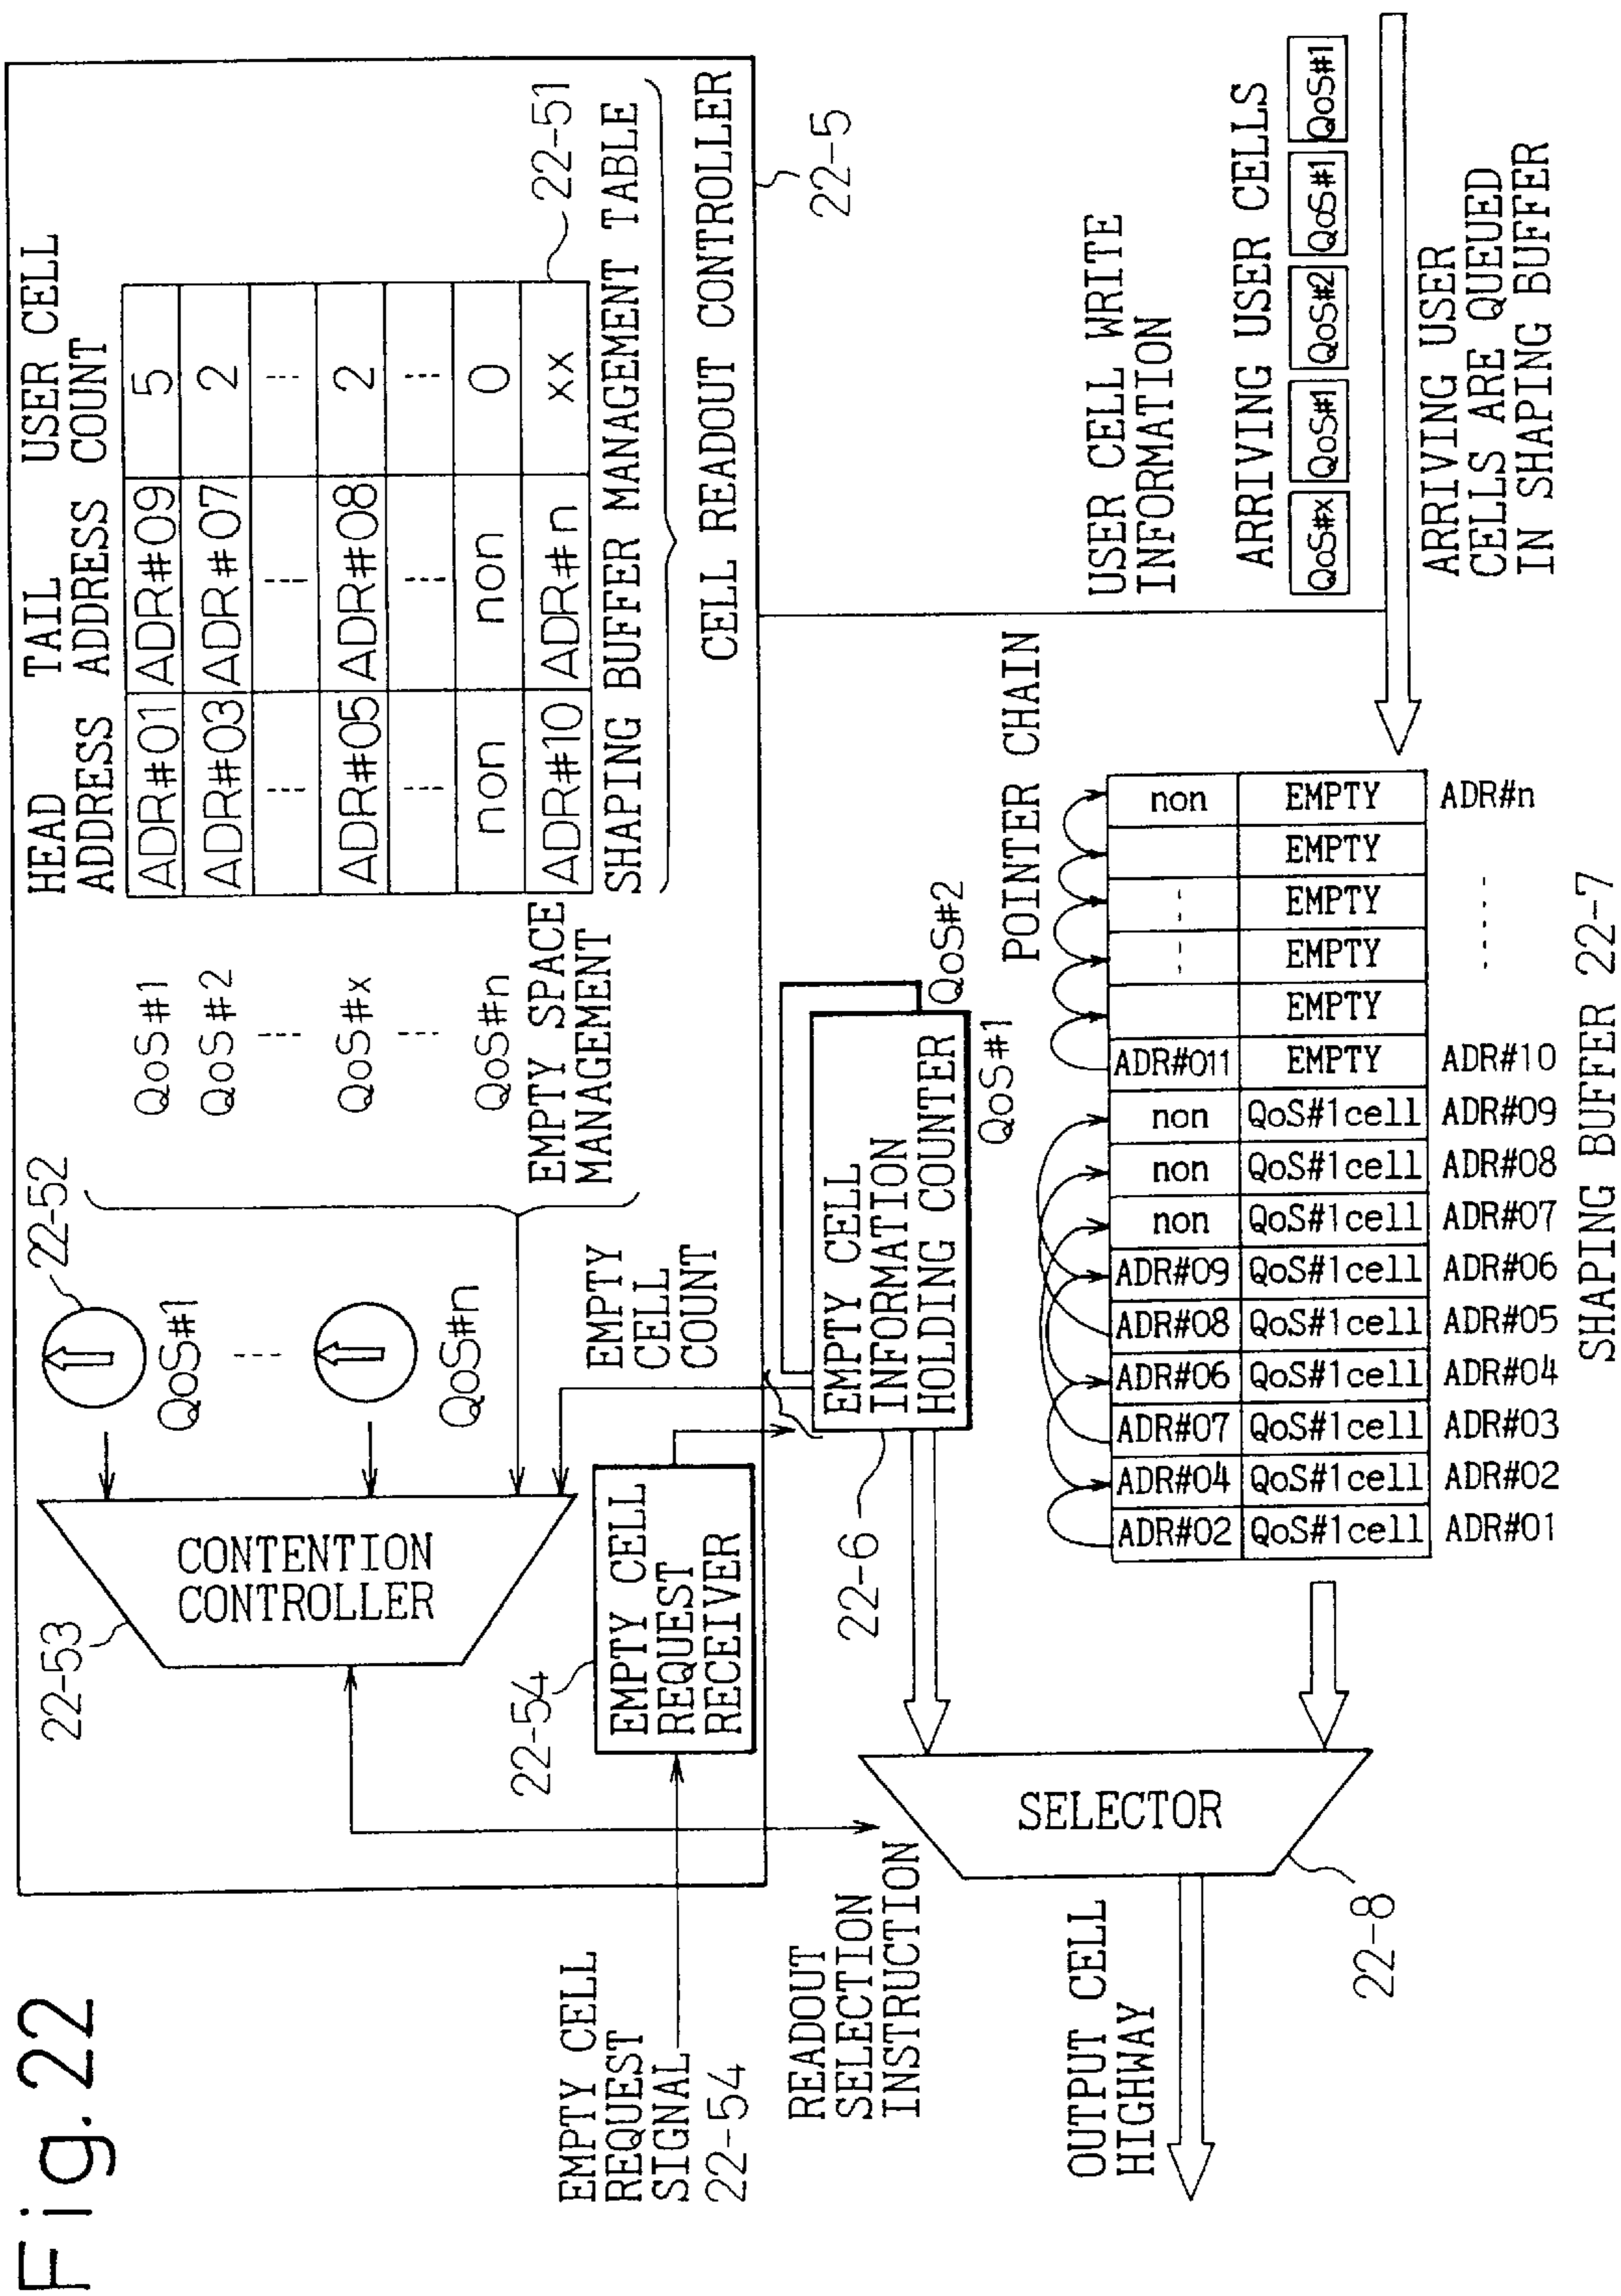 Fig. 22
HEAD
ADDRESS
TAIL
ADDRESS
USER CELL
COUNT
QoS#1
ADR#01
ADR#09
5
QoS#2
ADR#03
ADR#07
2
QoS#x
ADR#05
ADR#08
2
QoS#n
non
non
0
EMPTY SPACE
MANAGEMENT
ADR#10
ADR#n
xx
SHAPING BUFFER MANAGEMENT TABLE
22-51
CELL READOUT CONTROLLER
22-5
22-52
QoS#1
QoS#n
22-53
CONTENTION
CONTROLLER
EMPTY
CELL
COUNT
22-54
EMPTY CELL
REQUEST
RECEIVER
EMPTY CELL
REQUEST
SIGNAL
22-54
READOUT
SELECTION
INSTRUCTION
EMPTY CELL
INFORMATION
HOLDING COUNTER
QoS#2
QoS#1
22-6
SELECTOR
22-8
OUTPUT CELL
HIGHWAY
POINTER CHAIN
ADR#02
QoS#1cell
ADR#01
ADR#04
QoS#1cell
ADR#02
ADR#07
QoS#1cell
ADR#03
ADR#06
QoS#1cell
ADR#04
ADR#08
QoS#1cell
ADR#05
ADR#09
QoS#1cell
ADR#06
non
QoS#1cell
ADR#07
non
QoS#1cell
ADR#08
non
QoS#1cell
ADR#09
ADR#011
EMPTY
ADR#10
EMPTY
EMPTY
EMPTY
EMPTY
non
EMPTY
ADR#n
SHAPING BUFFER 22-7
USER CELL WRITE
INFORMATION
ARRIVING USER CELLS
QoS#x
QoS#1
QoS#2
QoS#1
QoS#1
ARRIVING USER
CELLS ARE QUEUED
IN SHAPING BUFFER